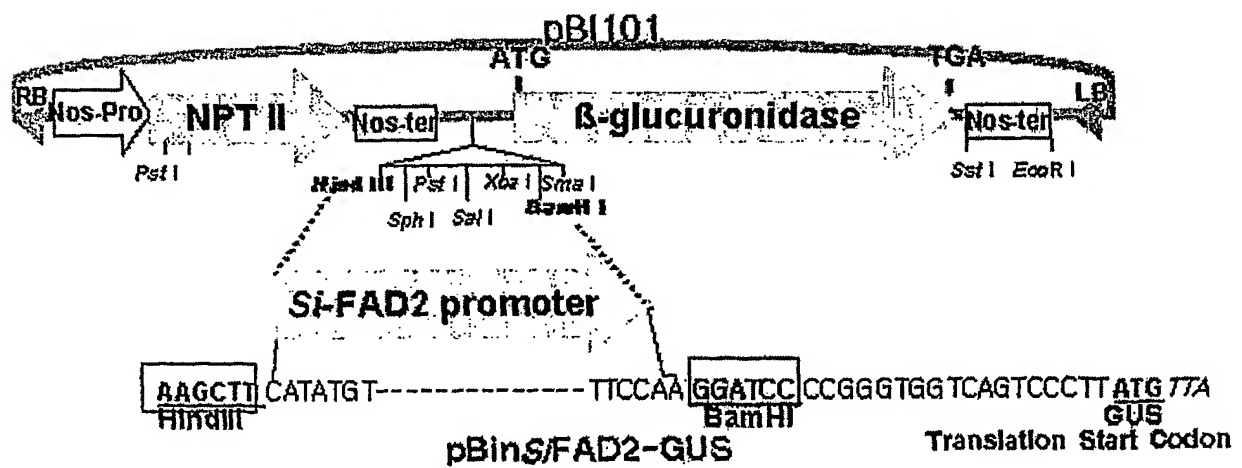 pBI101
ATG
TGA
RB
Nos-Pro
NPT II
Nos-ter
ß-glucuronidase
Nos-ter
LB
Pst I
Hind III
Pst I
Xba I
Sma I
Sst I
EcoR I
Sph I
Sal I
BamH I
Si-FAD2 promoter
AAGCTT CATATGT--------------TTCCAA GGATCC CCGGGTGGTCAGTCCCTT ATG TTA
HindIII
BamHI
GUS
pBinSiFAD2-GUS
Translation Start Codon